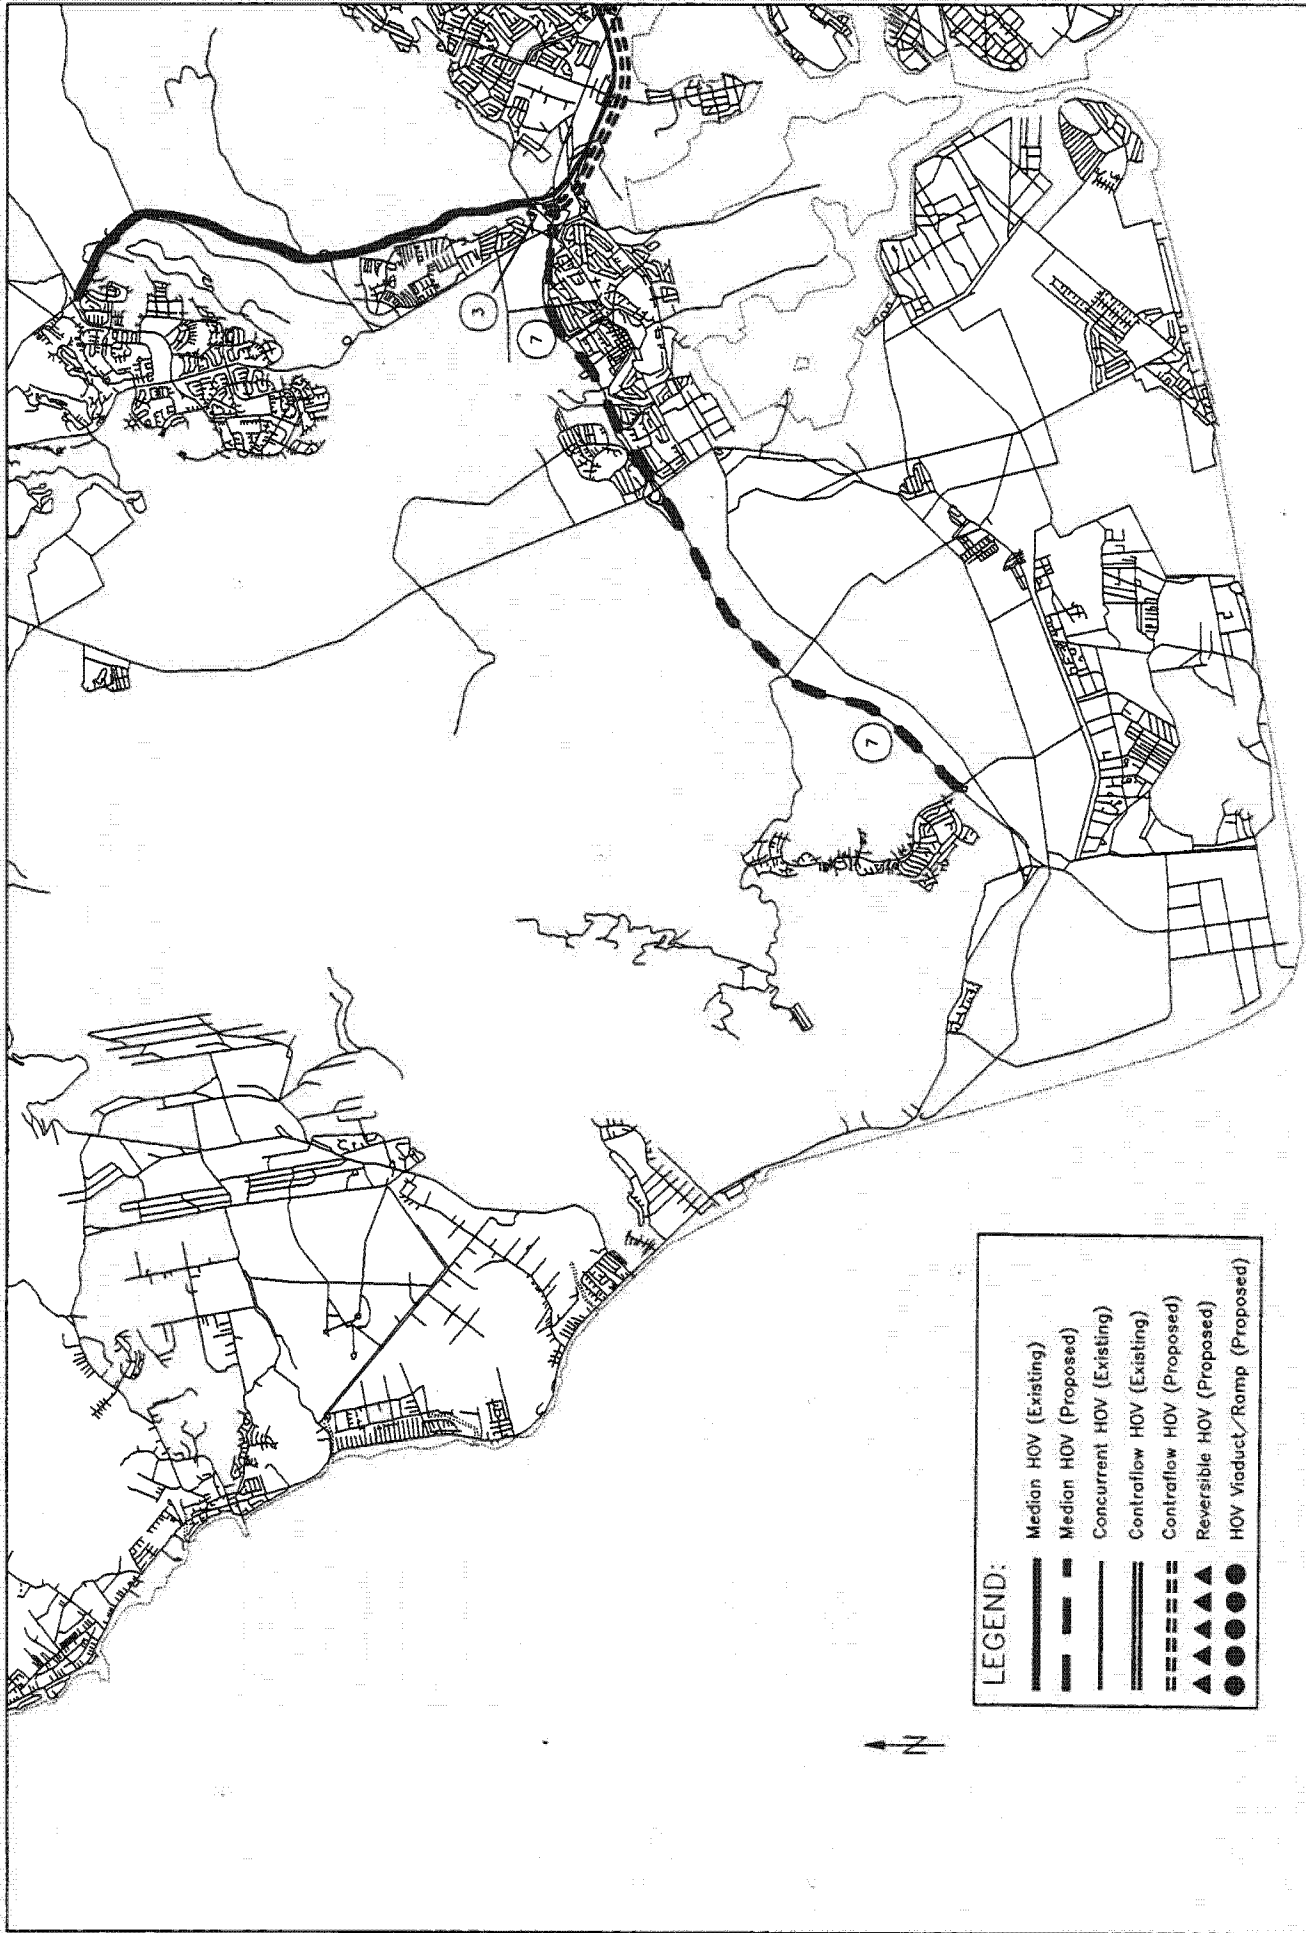 3
7
7
LEGEND:
Median HOV (Existing)
Median HOV (Proposed)
Concurrent HOV (Existing)
Contraflow HOV (Existing)
Contraflow HOV (Proposed)
Reversible HOV (Proposed)
HOV Viaduct/Ramp (Proposed)
N